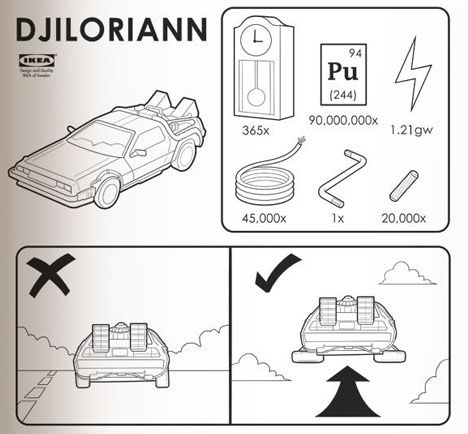 DJILORIANN
IKEA
Design and Quality
IKEA of Sweden
365x
94
Pu
(244)
90,000,000x
1.21gw
45,000x
1x
20,000x